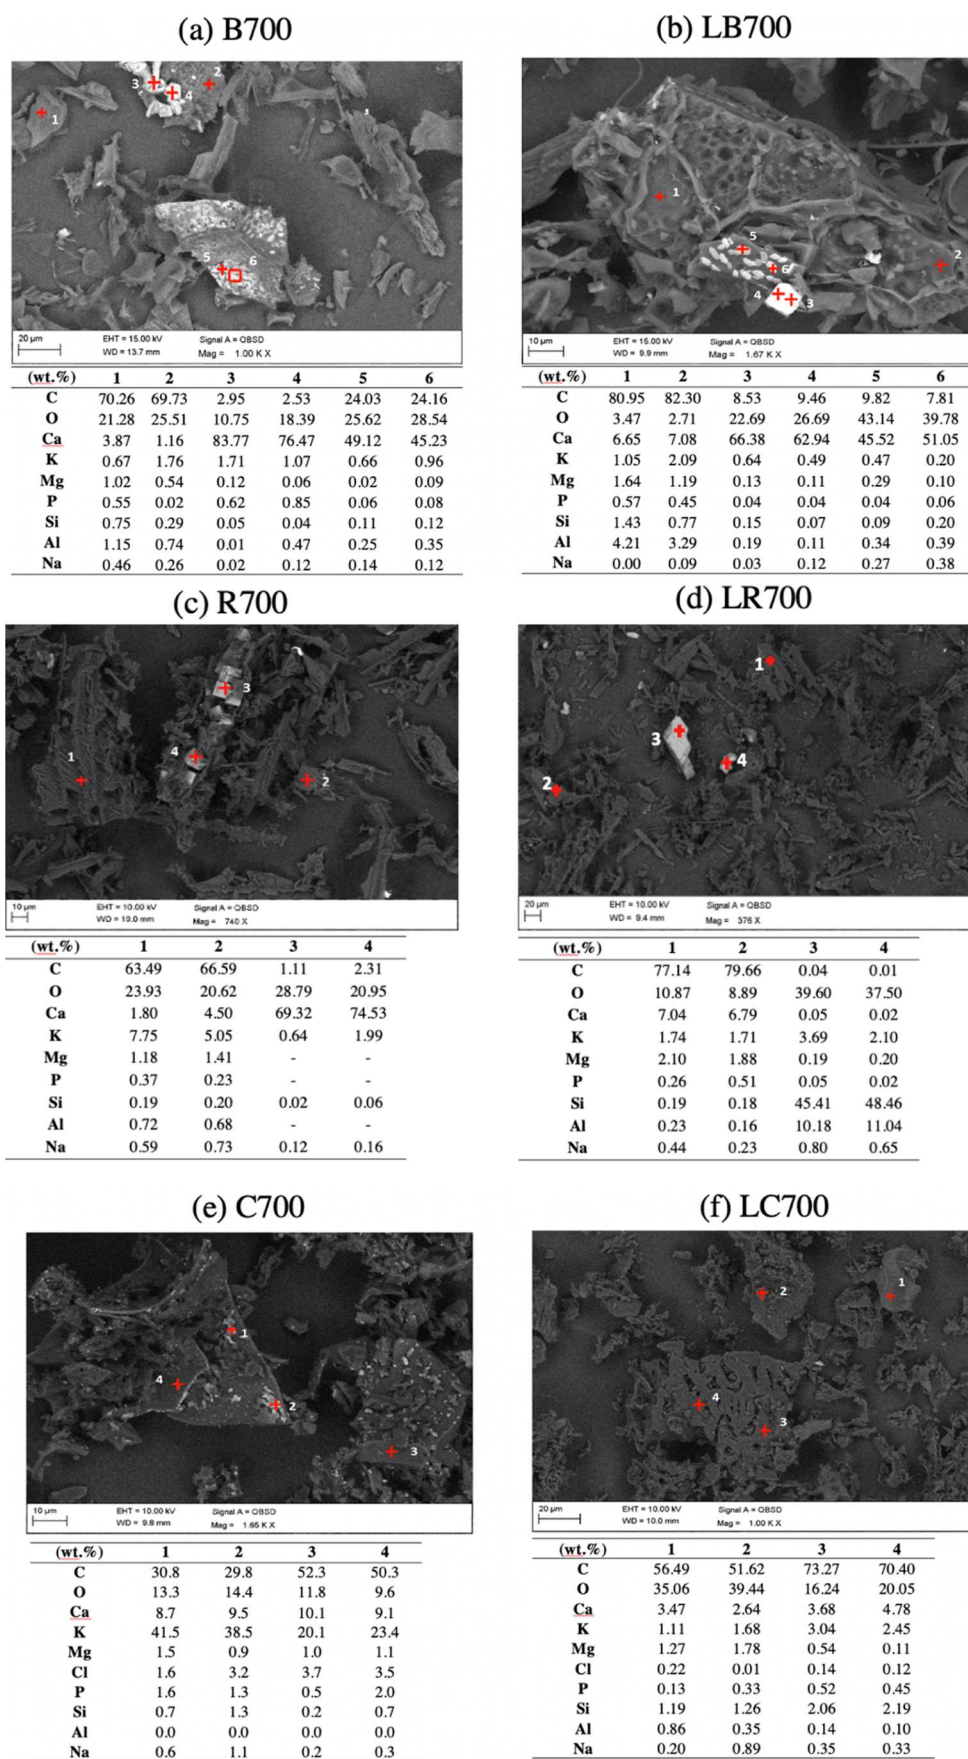 (a) B700
3
2
4
1
5
6
20 µm
EHT = 15.00 kV
Signal A = QBSD
WD = 13.7 mm
Mag = 1.00 K X
(wt.%) 1 2 3 4 5 6
C 70.26 69.73 2.95 2.53 24.03 24.16
O 21.28 25.51 10.75 18.39 25.62 28.54
Ca 3.87 1.16 83.77 76.47 49.12 45.23
K 0.67 1.76 1.71 1.07 0.66 0.96
Mg 1.02 0.54 0.12 0.06 0.02 0.09
P 0.55 0.02 0.62 0.85 0.06 0.08
Si 0.75 0.29 0.05 0.04 0.11 0.12
Al 1.15 0.74 0.01 0.47 0.25 0.35
Na 0.46 0.26 0.02 0.12 0.14 0.12
(b) LB700
1
5
2
6
4
3
10 µm
EHT = 15.00 kV
Signal A = QBSD
WD = 9.9 mm
Mag = 1.67 K X
(wt.%) 1 2 3 4 5 6
C 80.95 82.30 8.53 9.46 9.82 7.81
O 3.47 2.71 22.69 26.69 43.14 39.78
Ca 6.65 7.08 66.38 62.94 45.52 51.05
K 1.05 2.09 0.64 0.49 0.47 0.20
Mg 1.64 1.19 0.13 0.11 0.29 0.10
P 0.57 0.45 0.04 0.04 0.04 0.06
Si 1.43 0.77 0.15 0.07 0.09 0.20
Al 4.21 3.29 0.19 0.11 0.34 0.39
Na 0.00 0.09 0.03 0.12 0.27 0.38
(c) R700
3
4
1
2
10 µm
EHT = 10.00 kV
Signal A = QBSD
WD = 10.0 mm
Mag = 740 X
(wt.%) 1 2 3 4
C 63.49 66.59 1.11 2.31
O 23.93 20.62 28.79 20.95
Ca 1.80 4.50 69.32 74.53
K 7.75 5.05 0.64 1.99
Mg 1.18 1.41 - -
P 0.37 0.23 - -
Si 0.19 0.20 0.02 0.06
Al 0.72 0.68 - -
Na 0.59 0.73 0.12 0.16
(d) LR700
1
3
4
2
20 µm
EHT = 10.00 kV
Signal A = QBSD
WD = 9.4 mm
Mag = 376 X
(wt.%) 1 2 3 4
C 77.14 79.66 0.04 0.01
O 10.87 8.89 39.60 37.50
Ca 7.04 6.79 0.05 0.02
K 1.74 1.71 3.69 2.10
Mg 2.10 1.88 0.19 0.20
P 0.26 0.51 0.05 0.02
Si 0.19 0.18 45.41 48.46
Al 0.23 0.16 10.18 11.04
Na 0.44 0.23 0.80 0.65
(e) C700
1
4
2
3
10 µm
EHT = 10.00 kV
Signal A = QBSD
WD = 9.8 mm
Mag = 1.65 K X
(wt.%) 1 2 3 4
C 30.8 29.8 52.3 50.3
O 13.3 14.4 11.8 9.6
Ca 8.7 9.5 10.1 9.1
K 41.5 38.5 20.1 23.4
Mg 1.5 0.9 1.0 1.1
Cl 1.6 3.2 3.7 3.5
P 1.6 1.3 0.5 2.0
Si 0.7 1.3 0.2 0.7
Al 0.0 0.0 0.0 0.0
Na 0.6 1.1 0.2 0.3
(f) LC700
1
2
4
3
20 µm
EHT = 10.00 kV
Signal A = QBSD
WD = 10.0 mm
Mag = 1.00 K X
(wt.%) 1 2 3 4
C 56.49 51.62 73.27 70.40
O 35.06 39.44 16.24 20.05
Ca 3.47 2.64 3.68 4.78
K 1.11 1.68 3.04 2.45
Mg 1.27 1.78 0.54 0.11
Cl 0.22 0.01 0.14 0.12
P 0.13 0.33 0.52 0.45
Si 1.19 1.26 2.06 2.19
Al 0.86 0.35 0.14 0.10
Na 0.20 0.89 0.35 0.33